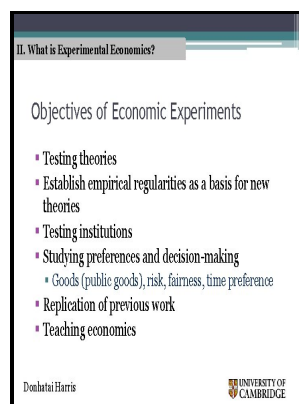 II. What is Experimental Economics?
Objectives of Economic Experiments
Testing theories
Establish empirical regularities as a basis for new
theories
Testing institutions
Studying preferences and decision-making
Goods (public goods), risk, fairness, time preference
Replication of previous work
Teaching economics
Donhatai Harris
UNIVERSITY OF
CAMBRIDGE